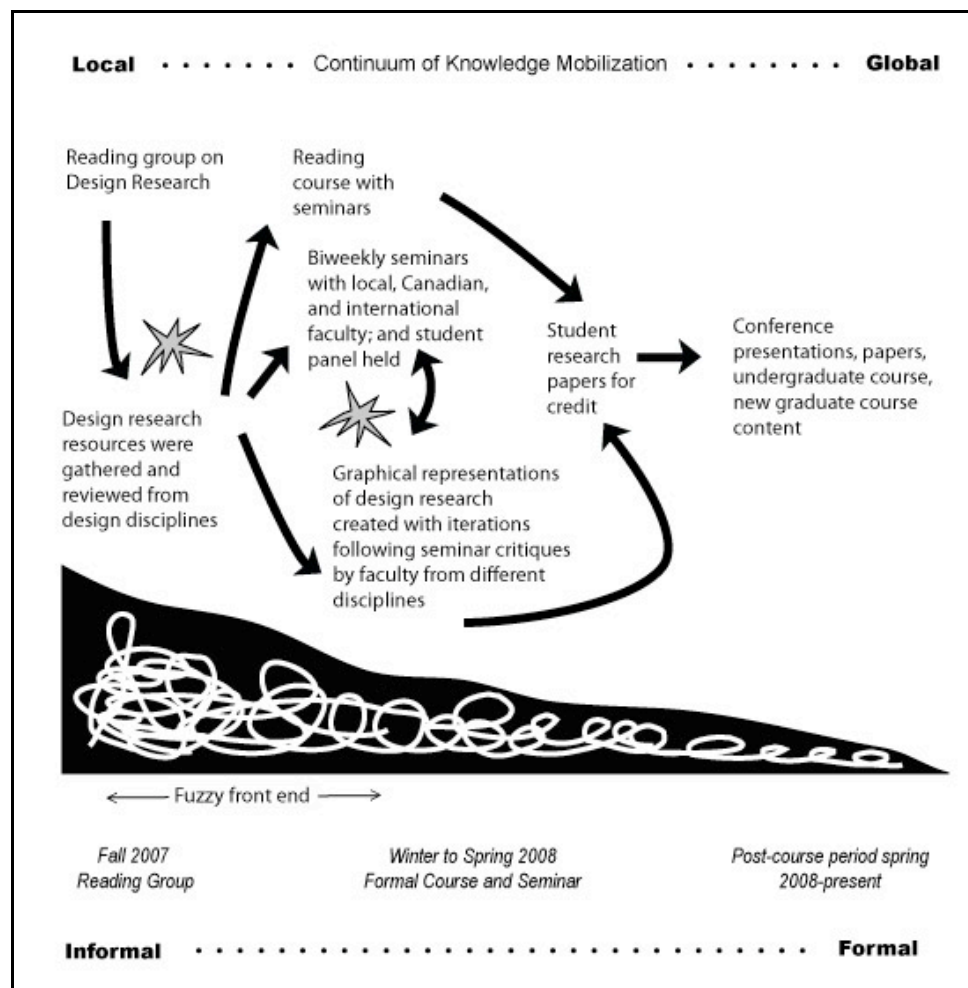 Local . . . . . . . Continuum of Knowledge Mobilization . . . . . . . . Global
Reading group on
Design Research
Reading
course with
seminars
Biweekly seminars
with local, Canadian,
and international
faculty; and student
panel held
Student
research
papers for
credit
Conference
presentations, papers,
undergraduate course,
new graduate course
content
Design research
resources were
gathered and
reviewed from
design disciplines
Graphical representations
of design research
created with iterations
following seminar critiques
by faculty from different
disciplines
Fuzzy front end
Fall 2007
Reading Group
Winter to Spring 2008
Formal Course and Seminar
Post-course period spring
2008-present
Informal . . . . . . . . . . . . . . . . . . . . . . . . . . . . Formal